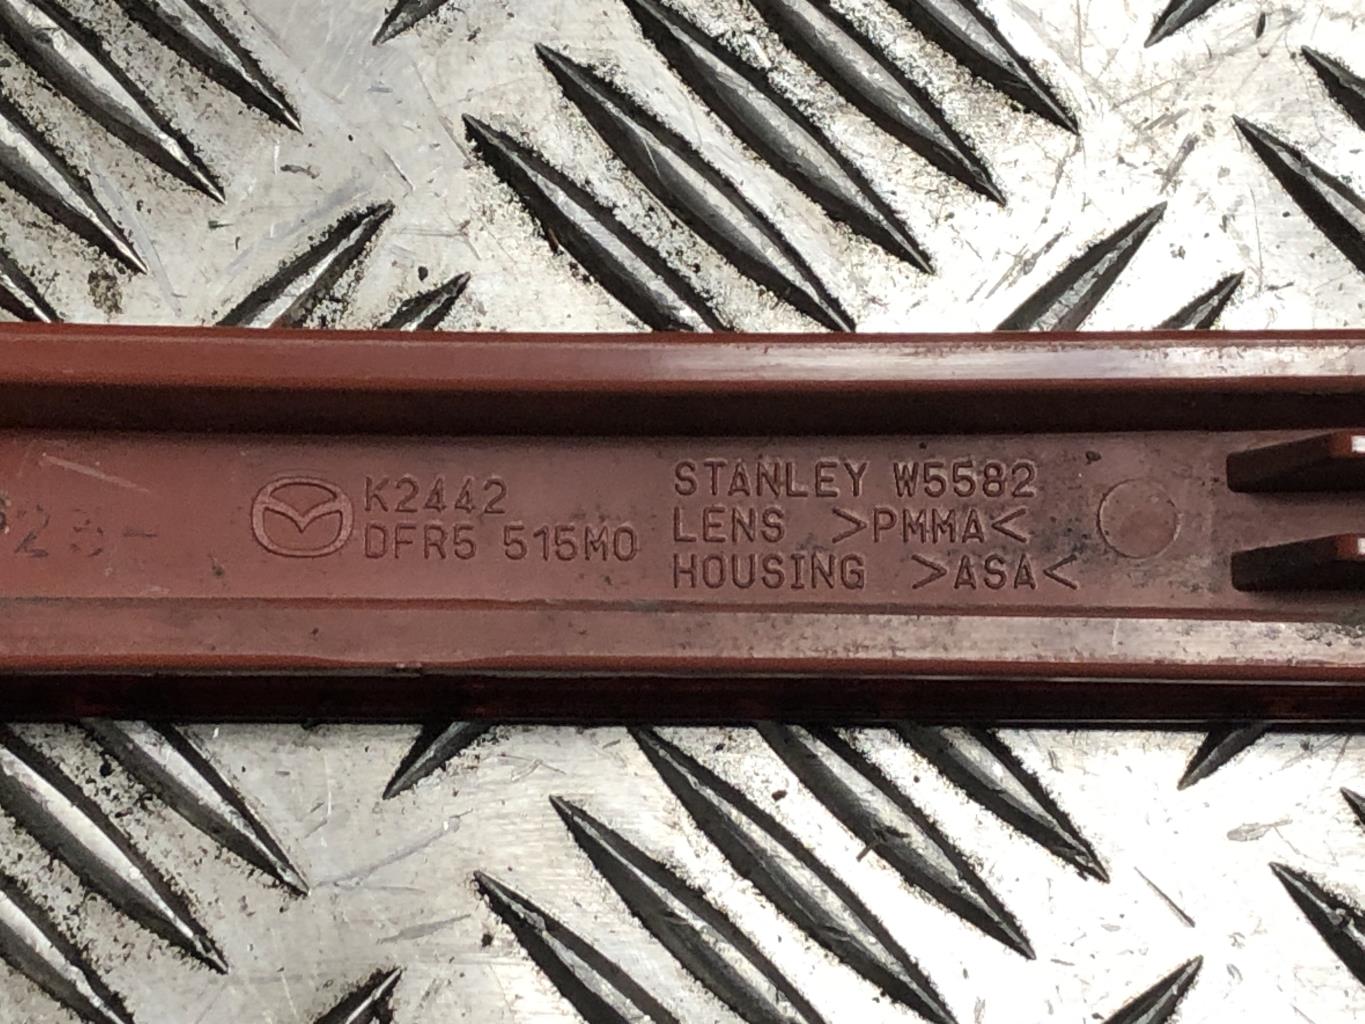 K2442
DFR5 515M0
STANLEY W5582
LENS >PMMA<
HOUSING >ASA<